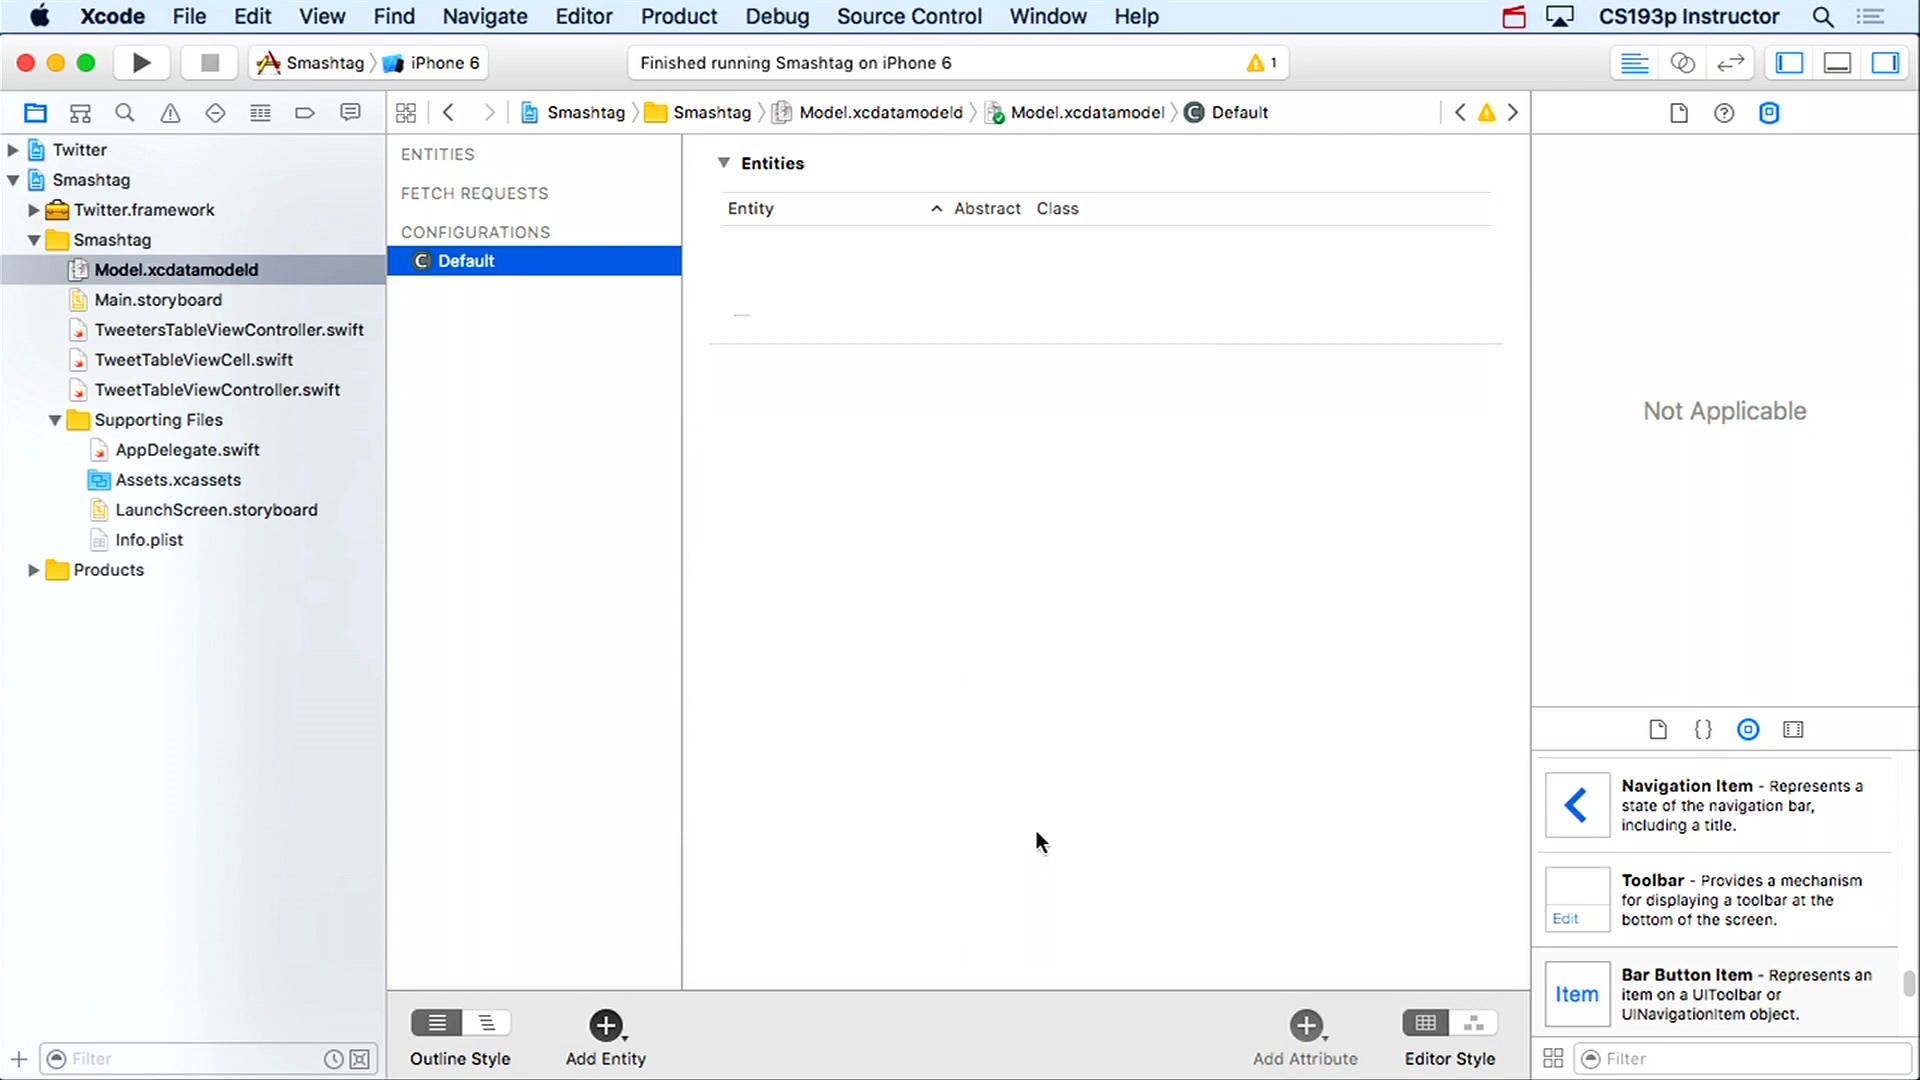 Xcode File Edit View Find Navigate Editor Product Debug Source Control Window Help CS193p Instructor
Smashtag iPhone 6 Finished running Smashtag on iPhone 6 1
Smashtag Smashtag Model.xcdatamodeld Model.xcdatamodel C Default
Twitter
Smashtag
Twitter.framework
Smashtag
Model.xcdatamodeld
Main.storyboard
TweetersTableViewController.swift
TweetTableViewCell.swift
TweetTableViewController.swift
Supporting Files
AppDelegate.swift
Assets.xcassets
LaunchScreen.storyboard
Info.plist
Products
Filter
ENTITIES
FETCH REQUESTS
CONFIGURATIONS
C Default
Entities
Entity Abstract Class
Outline Style Add Entity Add Attribute Editor Style
Not Applicable
Navigation Item - Represents a
state of the navigation bar,
including a title.
Edit
Toolbar - Provides a mechanism
for displaying a toolbar at the
bottom of the screen.
Item
Bar Button Item - Represents an
item on a UIToolbar or
UINavigationItem object.
Filter